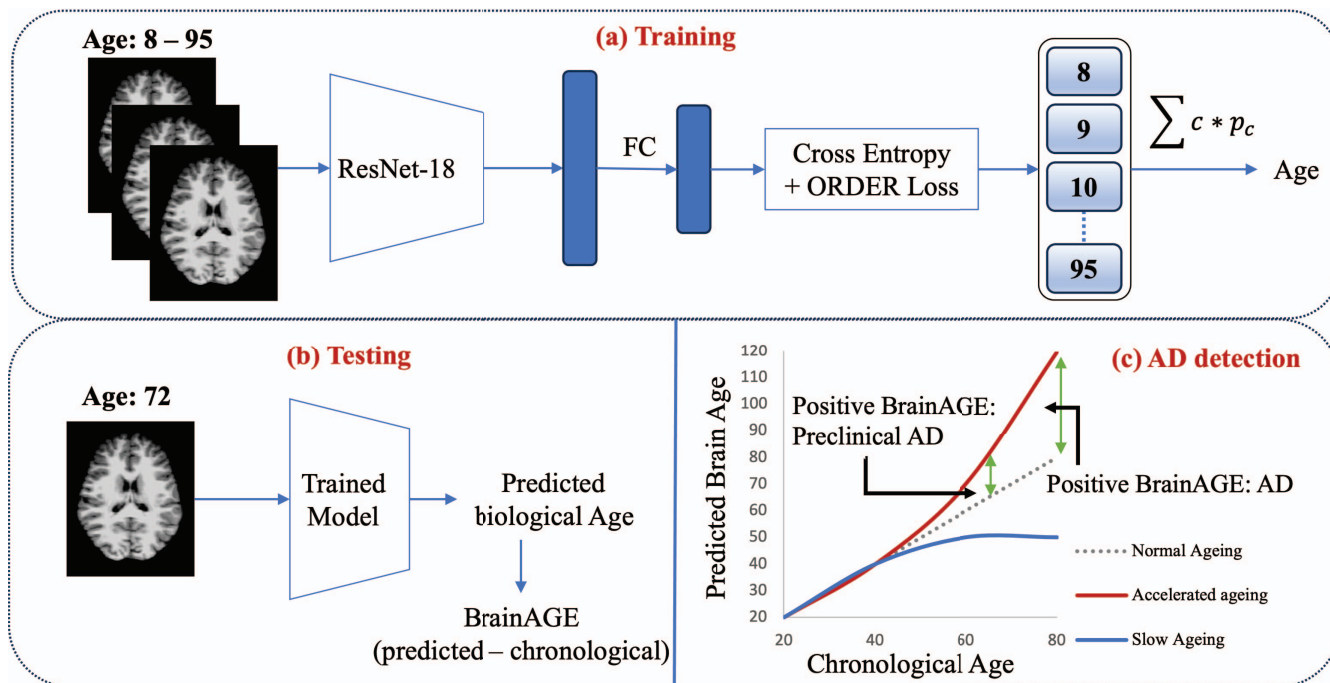 (a) Training
Age: 8 – 95
ResNet-18
FC
Cross Entropy
+ ORDER Loss
8
9
10
95
∑ c * p_c
Age
(b) Testing
Age: 72
Trained
Model
Predicted
biological Age
BrainAGE
(predicted – chronological)
(c) AD detection
Predicted Brain Age
120
110
100
90
80
70
60
50
40
30
20
20
40
60
80
Chronological Age
Positive BrainAGE:
Preclinical AD
Positive BrainAGE: AD
Normal Ageing
Accelerated ageing
Slow Ageing